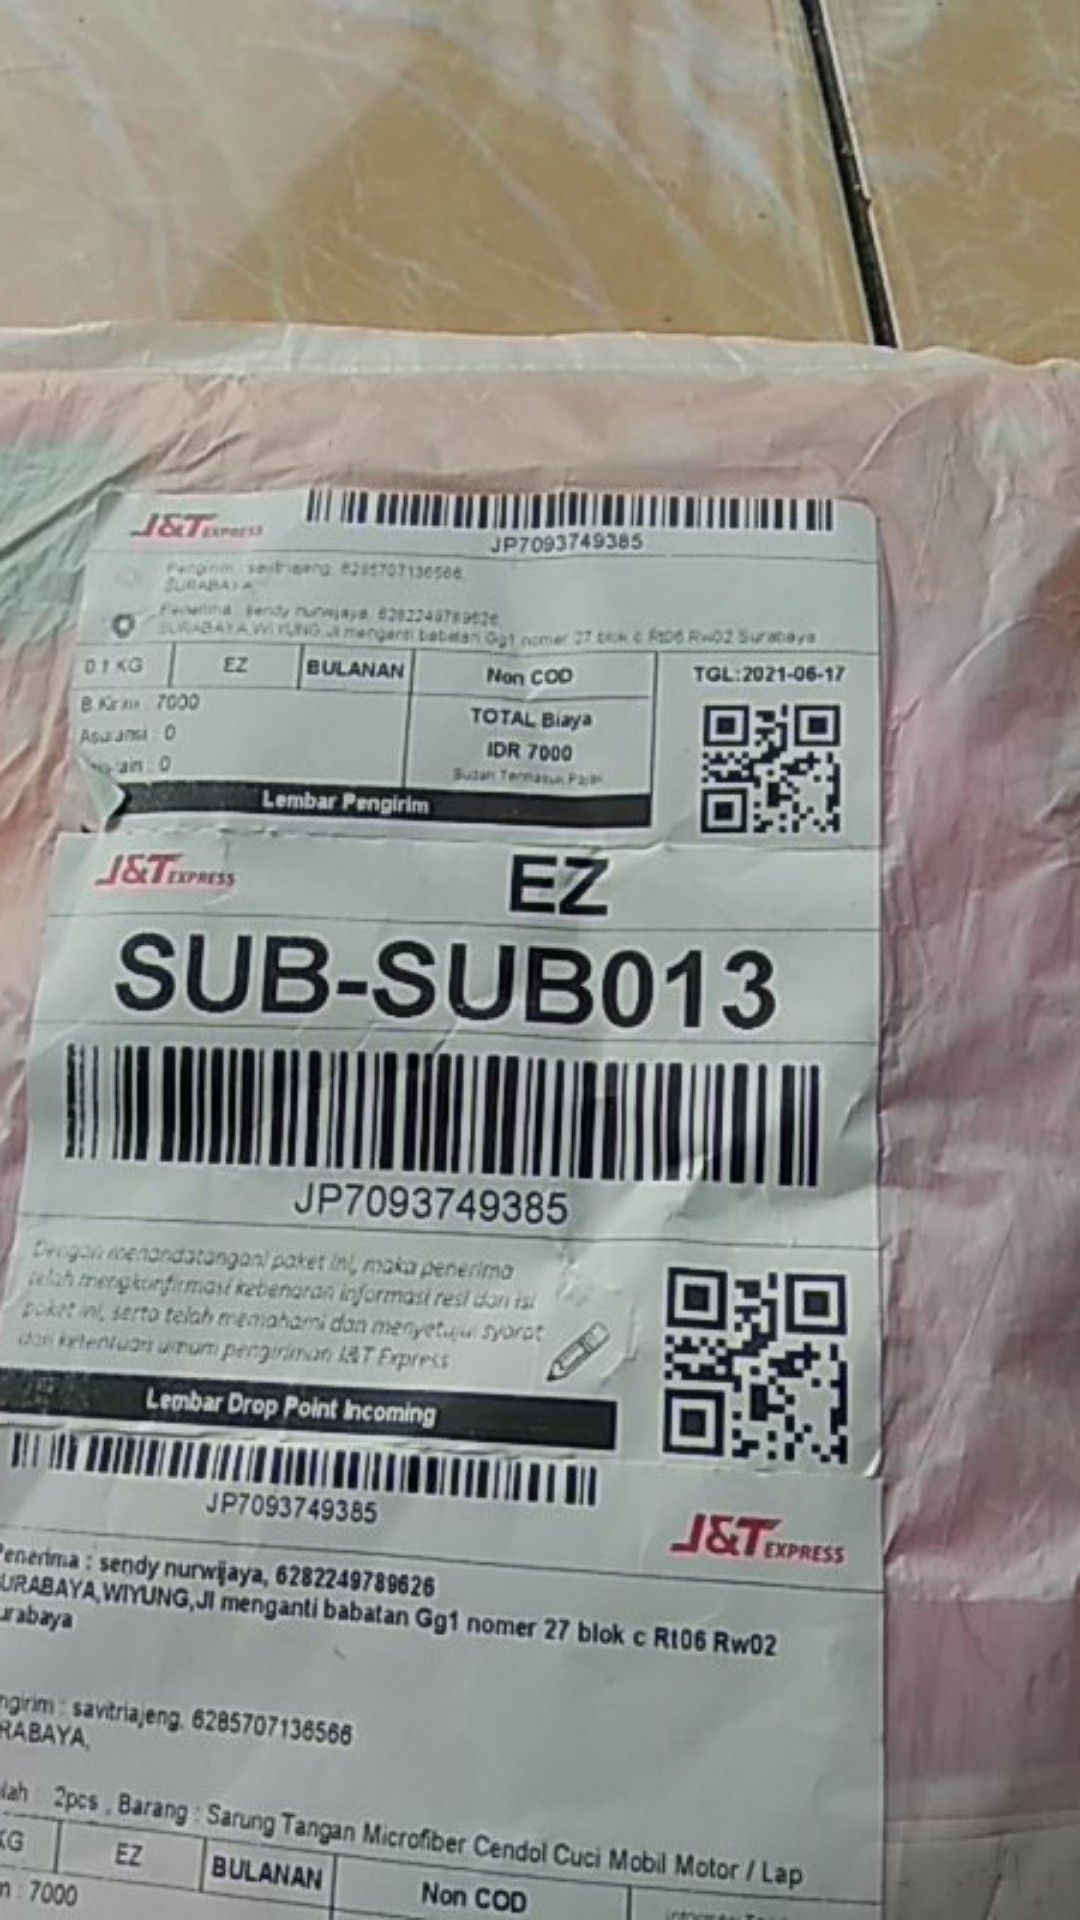 J&T EXPRESS
JP7093749385
Pengirim : savitriajeng, 6285707136566
SURABAYA
Penerima : sendy nurwijaya, 6282249789626
SURABAYA,WIYUNG,Jl menganti babatan Gg1 nomer 27 blok c Rt06 Rw02 Surabaya
0.1 KG EZ BULANAN Non COD TGL:2021-06-17
B.Kirim : 7000
TOTAL Biaya
Asuransi : 0
IDR 7000
ain : 0
Sudah Termasuk
Lembar Pengirim
J&T EXPRESS EZ
SUB-SUB013
JP7093749385
Dengan menandatangani paket ini, maka penerima
telah mengkonfirmasi kebenaran informasi resi dan isi
paket ini, serta telah memahami dan menyetujui syarat
dan ketentuan umum pengiriman J&T Express
Lembar Drop Point Incoming
JP7093749385
J&T EXPRESS
Penerima : sendy nurwijaya, 6282249789626
URABAYA,WIYUNG,Jl menganti babatan Gg1 nomer 27 blok c Rt06 Rw02
urabaya
ngirim : savitriajeng, 6285707136566
RABAYA,
lah : 2pcs , Barang : Sarung Tangan Microfiber Cendol Cuci Mobil Motor / Lap
KG EZ BULANAN Non COD
m : 7000